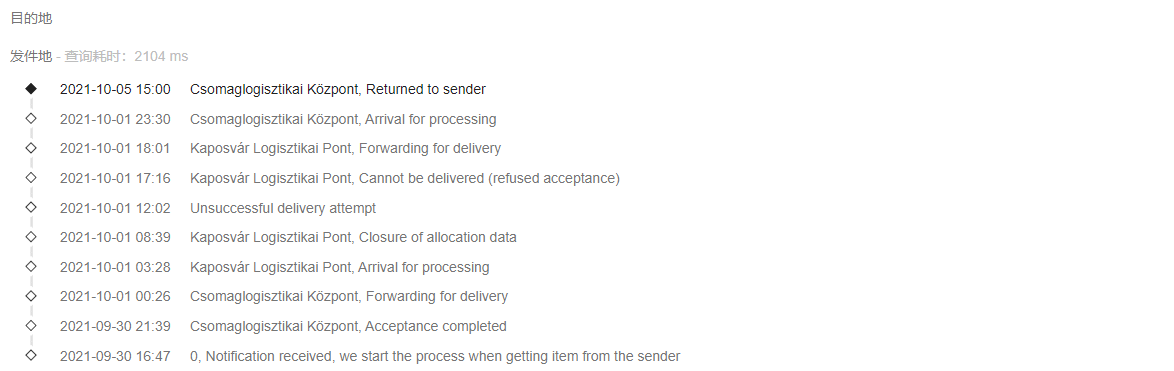 目的地
发件地 - 查询耗时：2104 ms
2021-10-05 15:00 Csomaglogisztikai Központ, Returned to sender
2021-10-01 23:30 Csomaglogisztikai Központ, Arrival for processing
2021-10-01 18:01 Kaposvár Logisztikai Pont, Forwarding for delivery
2021-10-01 17:16 Kaposvár Logisztikai Pont, Cannot be delivered (refused acceptance)
2021-10-01 12:02 Unsuccessful delivery attempt
2021-10-01 08:39 Kaposvár Logisztikai Pont, Closure of allocation data
2021-10-01 03:28 Kaposvár Logisztikai Pont, Arrival for processing
2021-10-01 00:26 Csomaglogisztikai Központ, Forwarding for delivery
2021-09-30 21:39 Csomaglogisztikai Központ, Acceptance completed
2021-09-30 16:47 0, Notification received, we start the process when getting item from the sender